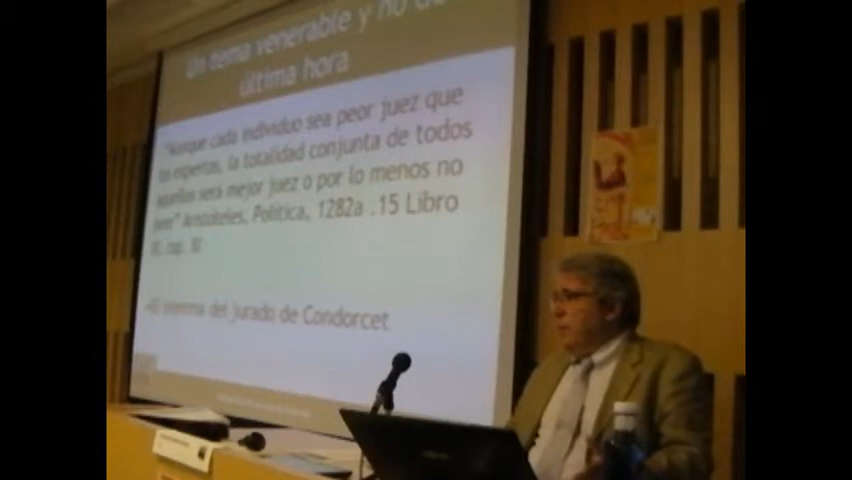 Un tema venerable y no de
última hora
"Aunque cada individuo sea peor juez que
los expertos, la totalidad conjunta de todos
aquellos sera mejor juez o por lo menos no
peor" Aristóteles, Política, 1282a .15 Libro
III: cap. XI:
-El teorema del jurado de Condorcet